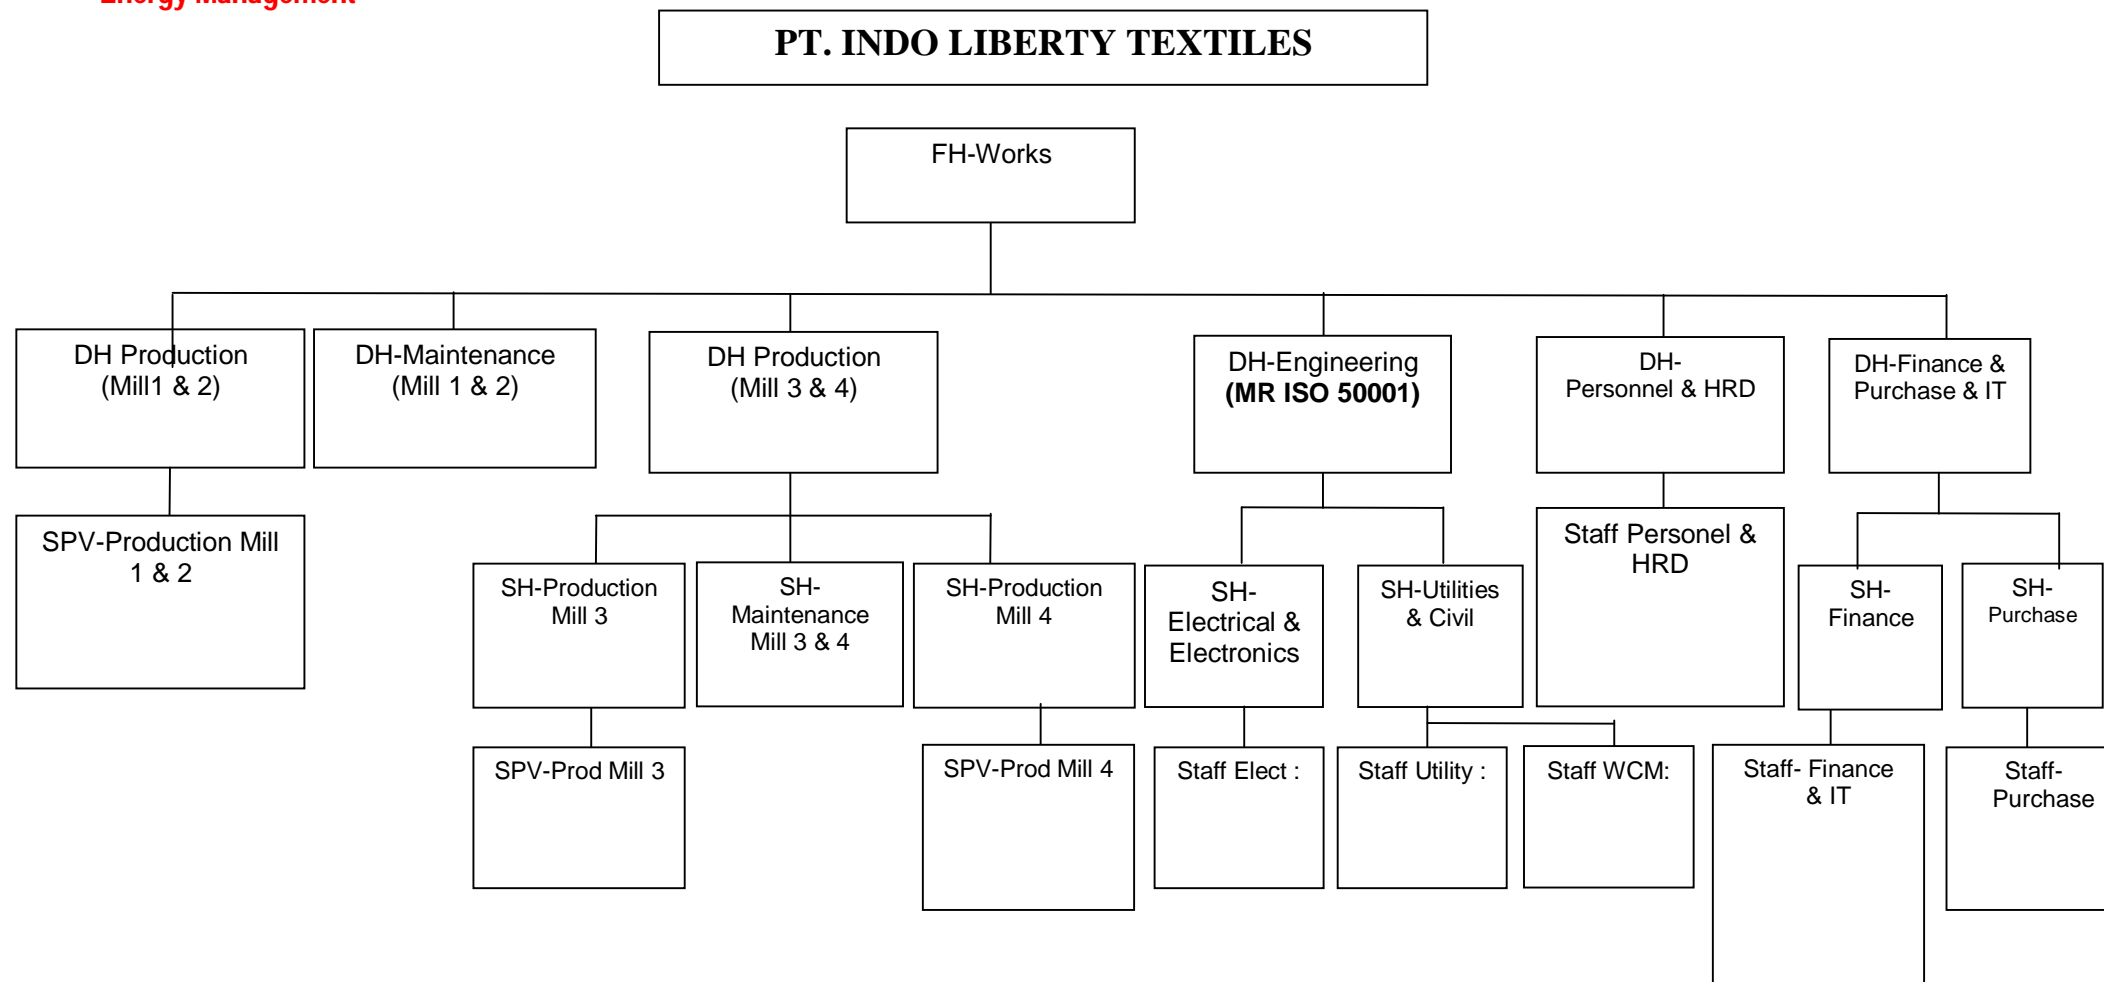 Energy Management
PT. INDO LIBERTY TEXTILES
FH-Works
DH Production
(Mill1 & 2)
DH-Maintenance
(Mill 1 & 2)
DH Production
(Mill 3 & 4)
DH-Engineering
(MR ISO 50001)
DH-
Personnel & HRD
DH-Finance &
Purchase & IT
SPV-Production Mill
1 & 2
SH-Production
Mill 3
SH-
Maintenance
Mill 3 & 4
SH-Production
Mill 4
SH-
Electrical &
Electronics
SH-Utilities
& Civil
Staff Personel &
HRD
SH-
Finance
SH-
Purchase
SPV-Prod Mill 3
SPV-Prod Mill 4
Staff Elect :
Staff Utility :
Staff WCM:
Staff- Finance
& IT
Staff-
Purchase